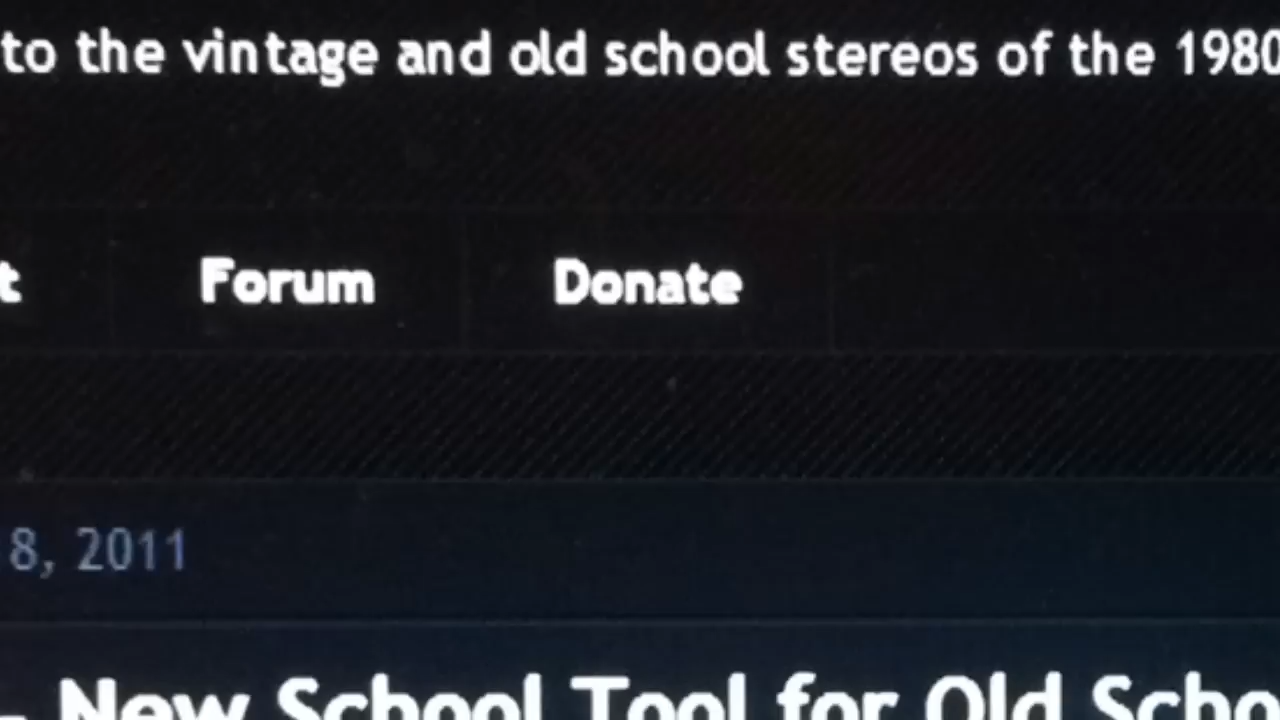 to the vintage and old school stereos of the 1980
t Forum Donate
8, 2011
- New School Tool for Old Scho